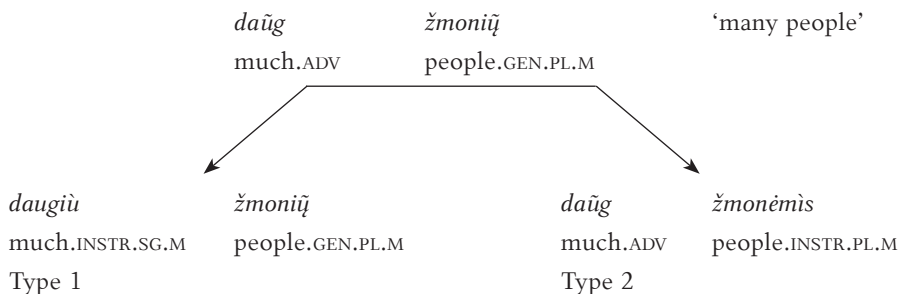 daũg žmonių̃ ‘many people’
much.ADV people.GEN.PL.M
daugiù žmonių̃ daũg žmonėmìs
much.INSTR.SG.M people.GEN.PL.M much.ADV people.INSTR.PL.M
Type 1 Type 2